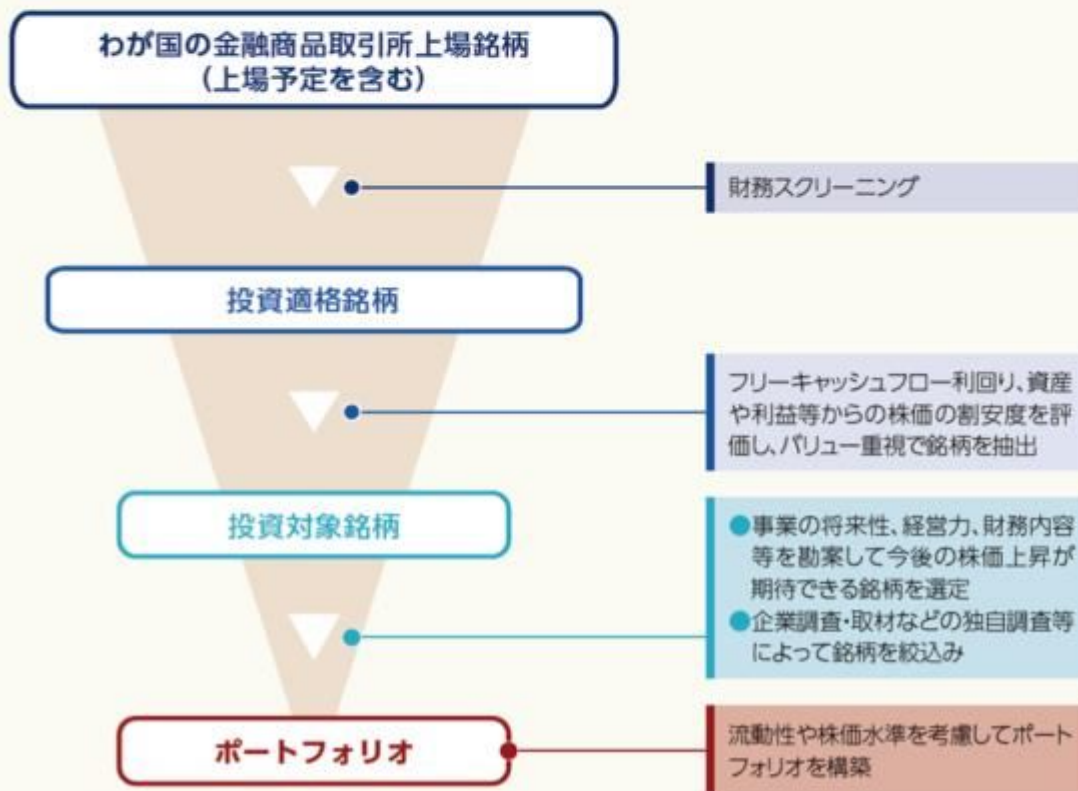 わが国の金融商品取引所上場銘柄
(上場予定を含む)
財務スクリーニング
投資適格銘柄
フリーキャッシュフロー利回り、資産
や利益等からの株価の割安度を評
価し、バリュー重視で銘柄を抽出
投資対象銘柄
●事業の将来性、経営力、財務内容
等を勘案して今後の株価上昇が
期待できる銘柄を選定
●企業調査・取材などの独自調査等
によって銘柄を絞込み
ポートフォリオ
流動性や株価水準を考慮してポート
フォリオを構築